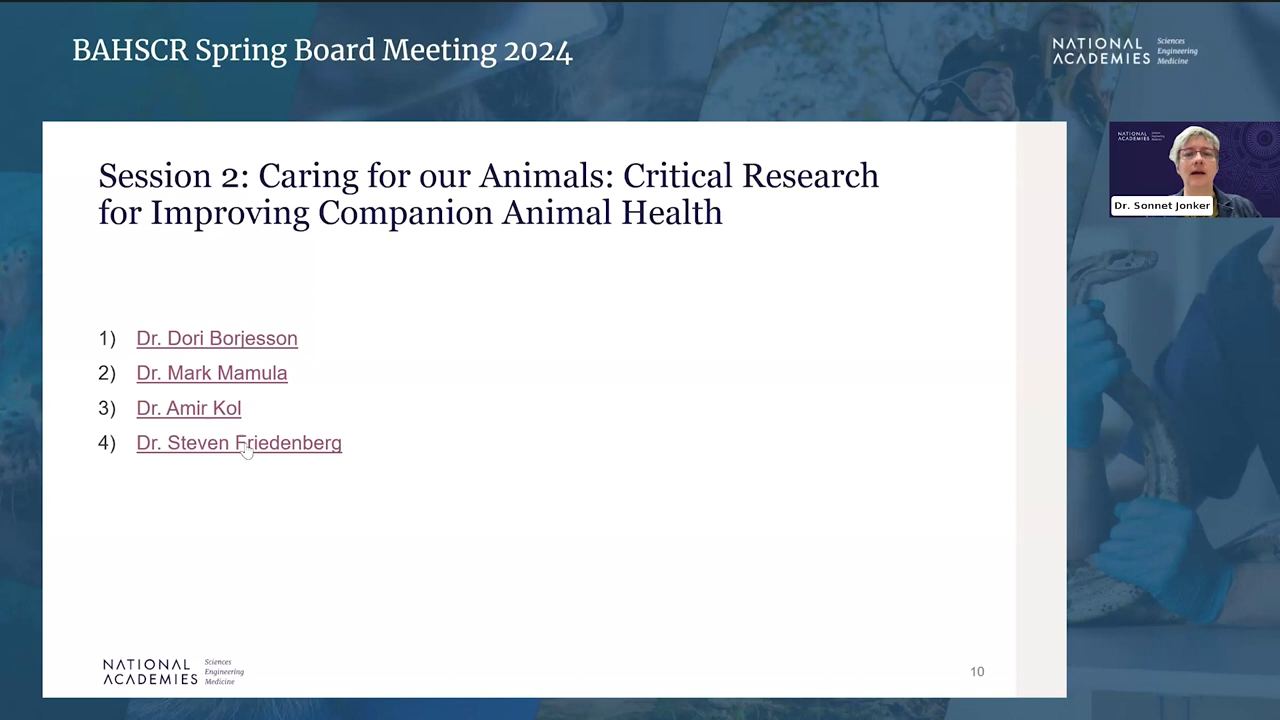 BAHSCR Spring Board Meeting 2024
NATIONAL ACADEMIES
Sciences
Engineering
Medicine
Session 2: Caring for our Animals: Critical Research
for Improving Companion Animal Health
1) Dr. Dori Borjesson
2) Dr. Mark Mamula
3) Dr. Amir Kol
4) Dr. Steven Friedenberg
NATIONAL ACADEMIES
Dr. Sonnet Jonker
NATIONAL ACADEMIES
Sciences
Engineering
Medicine
10